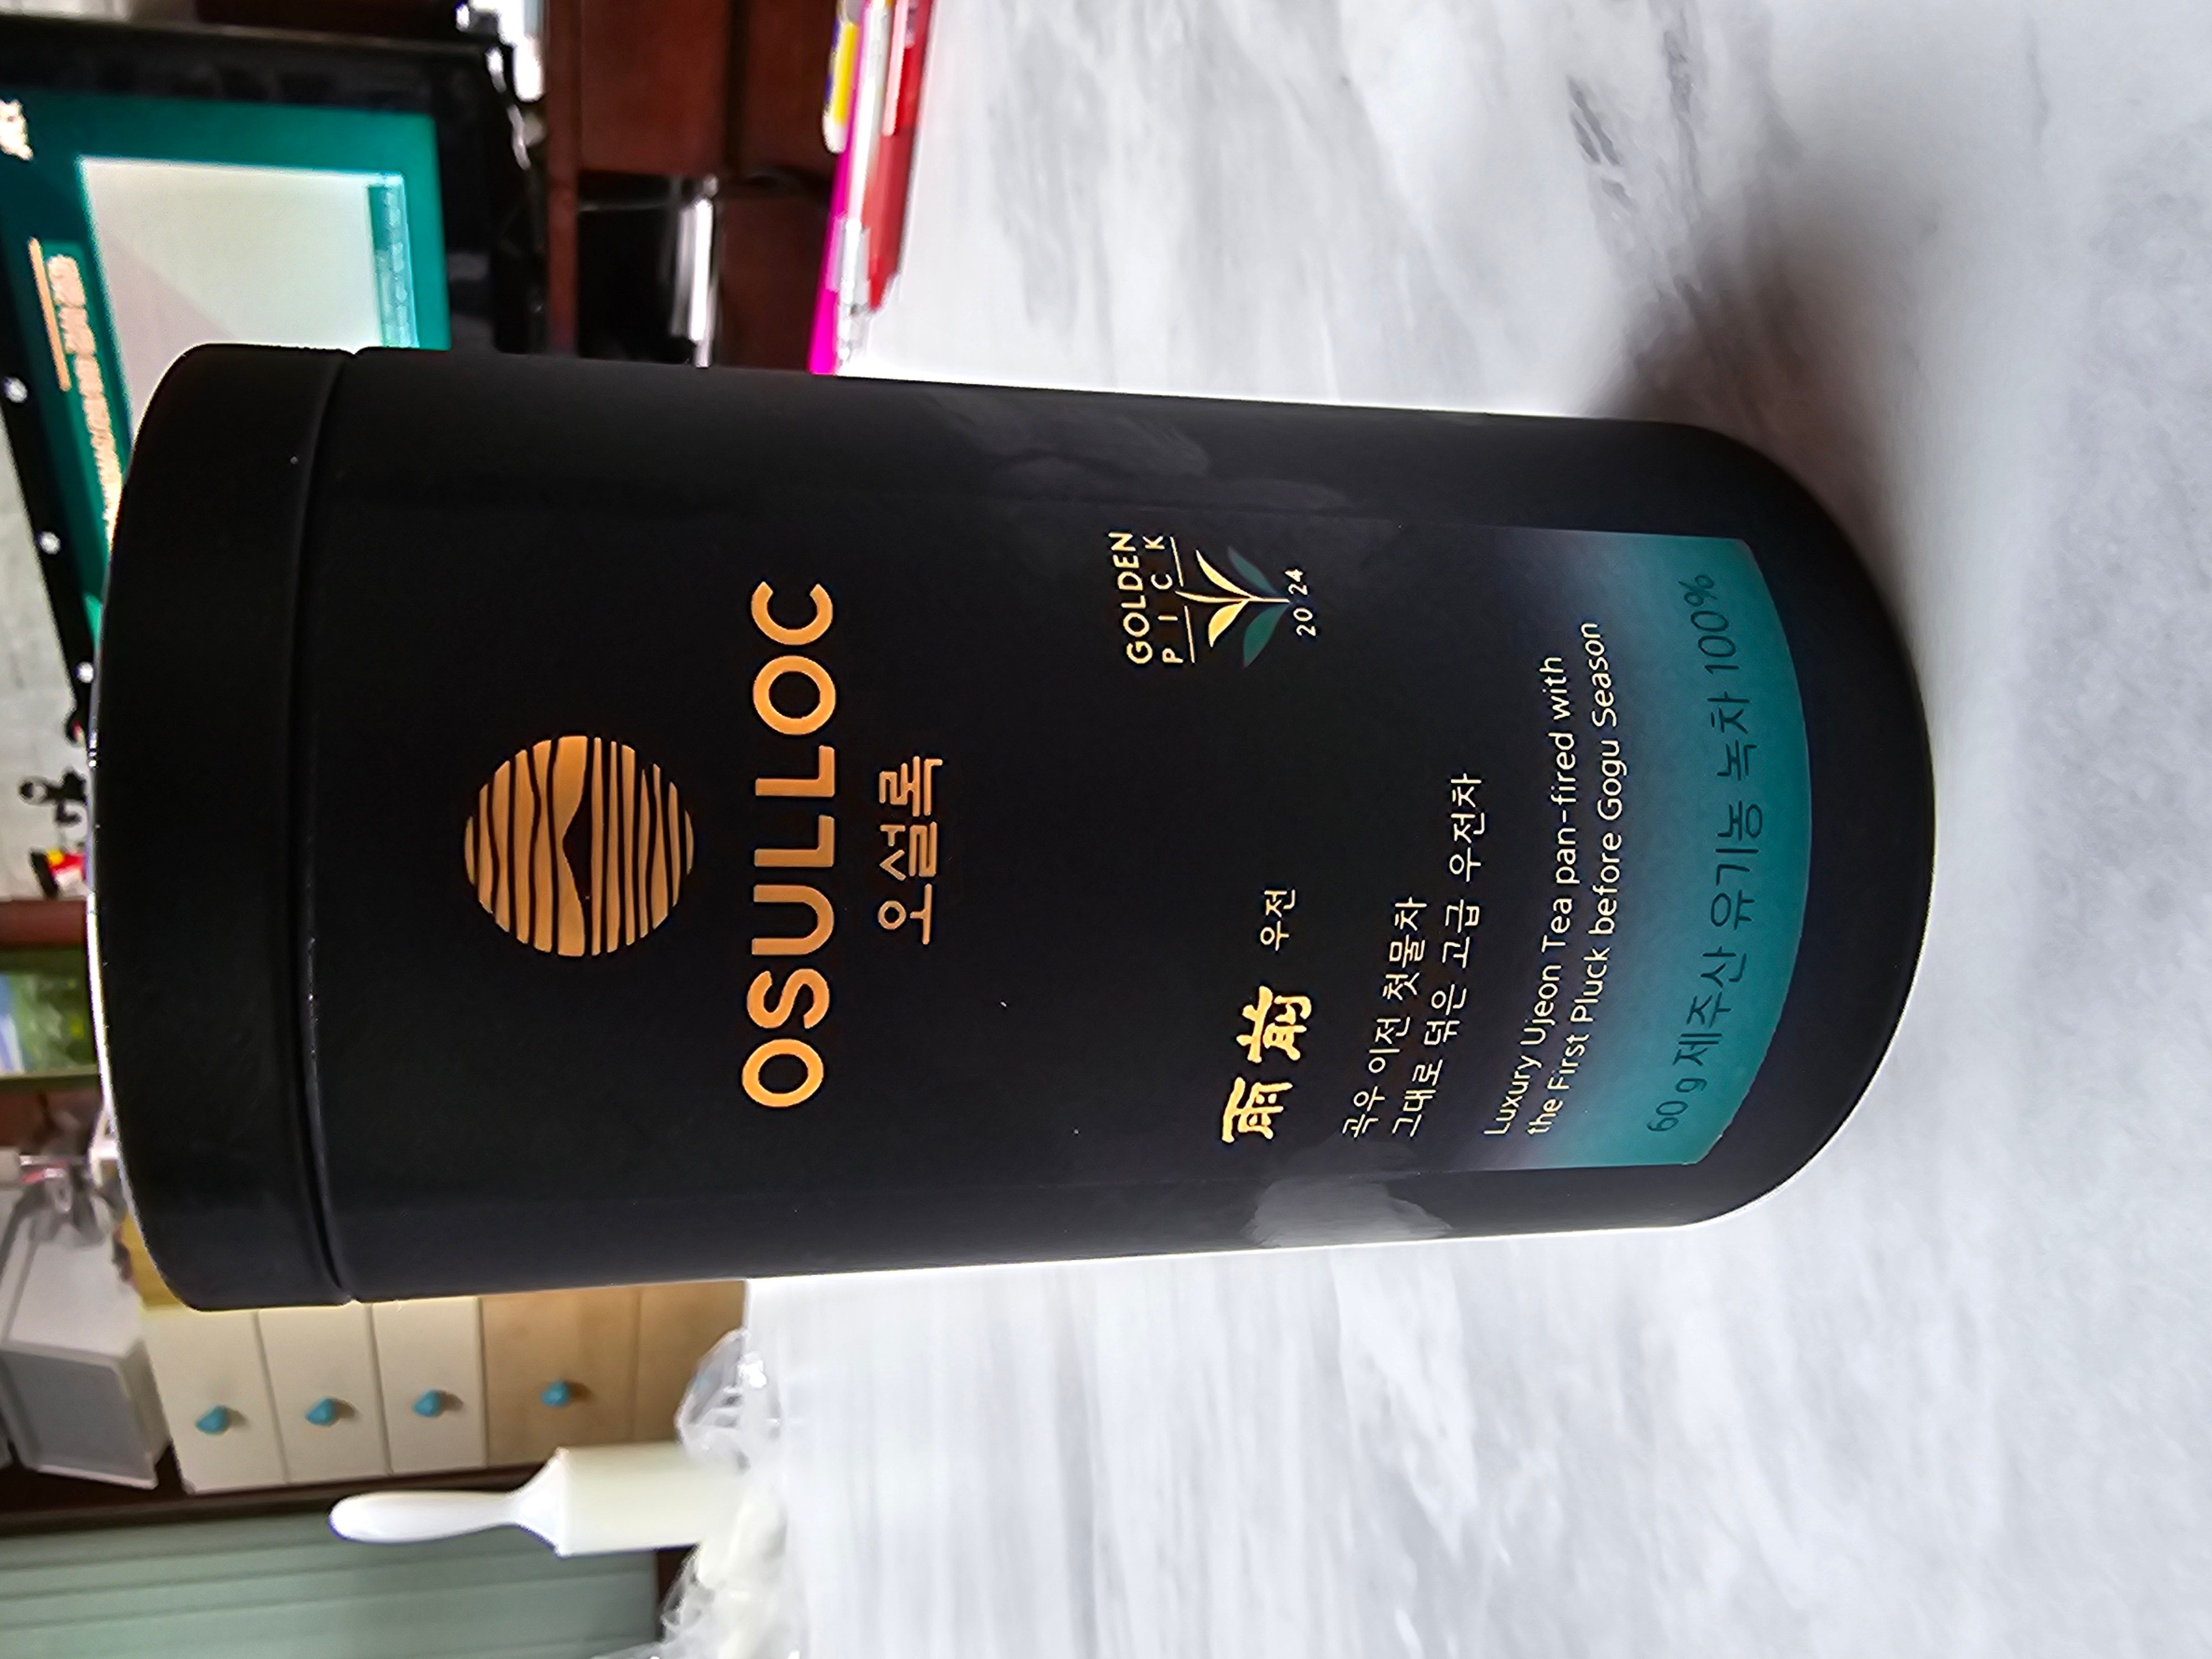 OSULLOC
오설록
GOLDEN
PICK
2024
雨前 우전
곡우 이전 첫물차
그대로 덖은 고급 우전차
Luxury Ujeon Tea pan-fired with
the First Pluck before Gogu Season
60 g 제주산 유기농 녹차 100%